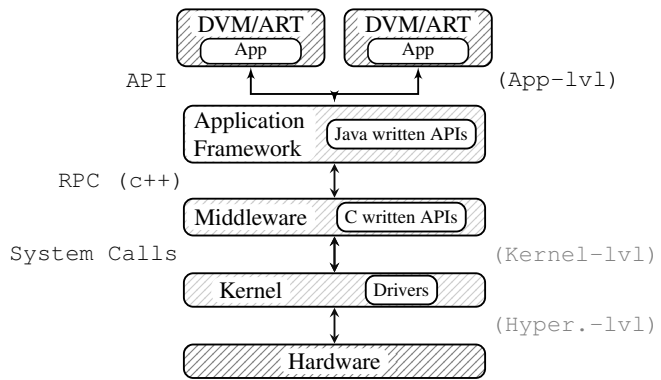 DVM/ART DVM/ART
App App
API (App-lvl)
Application
Framework
Java written APIs
RPC (c++)
Middleware C written APIs
System Calls (Kernel-lvl)
Kernel Drivers
(Hyper.-lvl)
Hardware